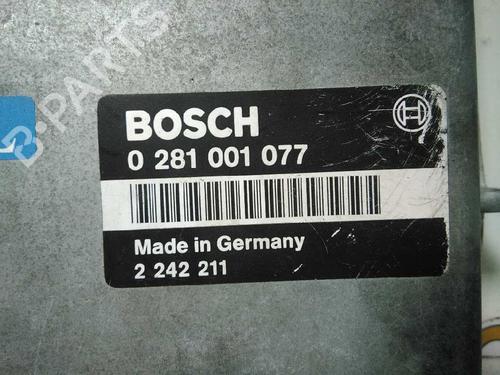 B-PARTS
BOSCH
0 281 001 077
Made in Germany
2 242 211